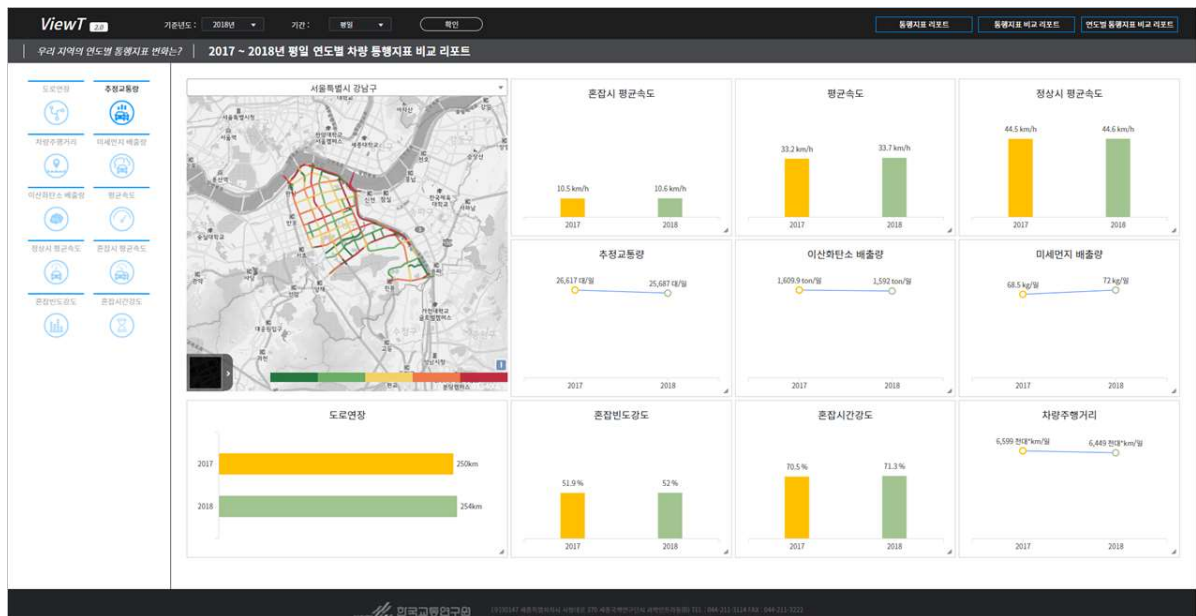 ViewT 2.0
기준년도 : 2018년 기간 : 평일 확인 통행지표 리포트 통행지표 비교 리포트 연도별 통행지표 비교 리포트
우리 지역의 연도별 통행지표 변화는? 2017 ~ 2018년 평일 연도별 차량 통행지표 비교 리포트
도로연장 추정교통량
차량주행거리 미세먼지 배출량
이산화탄소 배출량 평균속도
정상시 평균속도 혼잡시 평균속도
혼잡빈도강도 혼잡시간강도
서울특별시 강남구
혼잡시 평균속도
10.5 km/h 10.6 km/h
2017 2018
평균속도
33.2 km/h 33.7 km/h
2017 2018
정상시 평균속도
44.5 km/h 44.6 km/h
2017 2018
추정교통량
26,617 대/일 25,687 대/일
2017 2018
이산화탄소 배출량
1,609.9 ton/일 1,592 ton/일
2017 2018
미세먼지 배출량
68.5 kg/일 72 kg/일
2017 2018
도로연장
2017 250km
2018 254km
혼잡빈도강도
51.9 % 52 %
2017 2018
혼잡시간강도
70.5 % 71.3 %
2017 2018
차량주행거리
6,599 천대*km/일 6,449 천대*km/일
2017 2018
한국교통연구원